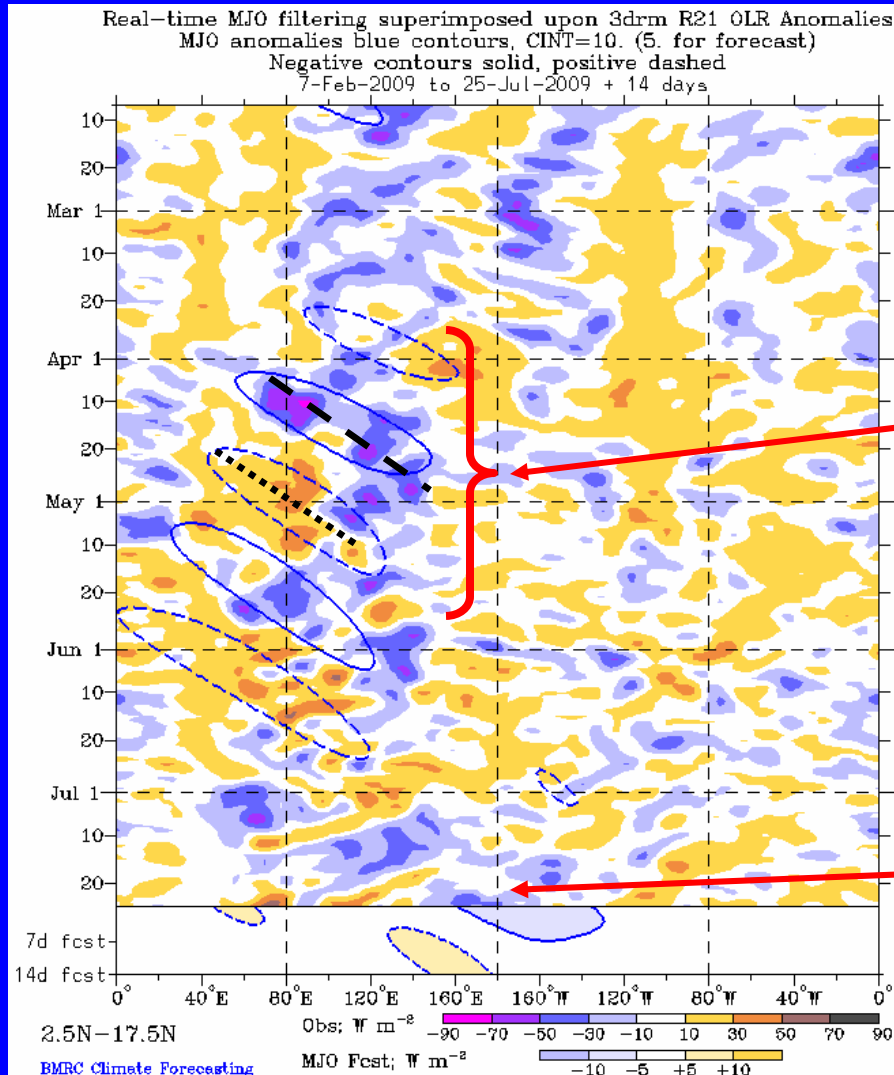 Real-time MJO filtering superimposed upon 3drm R21 OLR Anomalies
MJO anomalies blue contours, CINT=10. (5. for forecast)
Negative contours solid, positive dashed
7-Feb-2009 to 25-Jul-2009 + 14 days
10
20
Mar 1
10
20
Apr 1
10
20
May 1
10
20
Jun 1
10
20
Jul 1
10
20
7d fcst
14d fcst
0° 40°E 80°E 120°E 160°E 160°W 120°W 80°W 40°W 0°
2.5N-17.5N
Obs; W m⁻² -90 -70 -50 -30 -10 10 30 50 70 90
BMRC Climate Forecasting
MJO Fcst; W m⁻² -10 -5 +5 +10